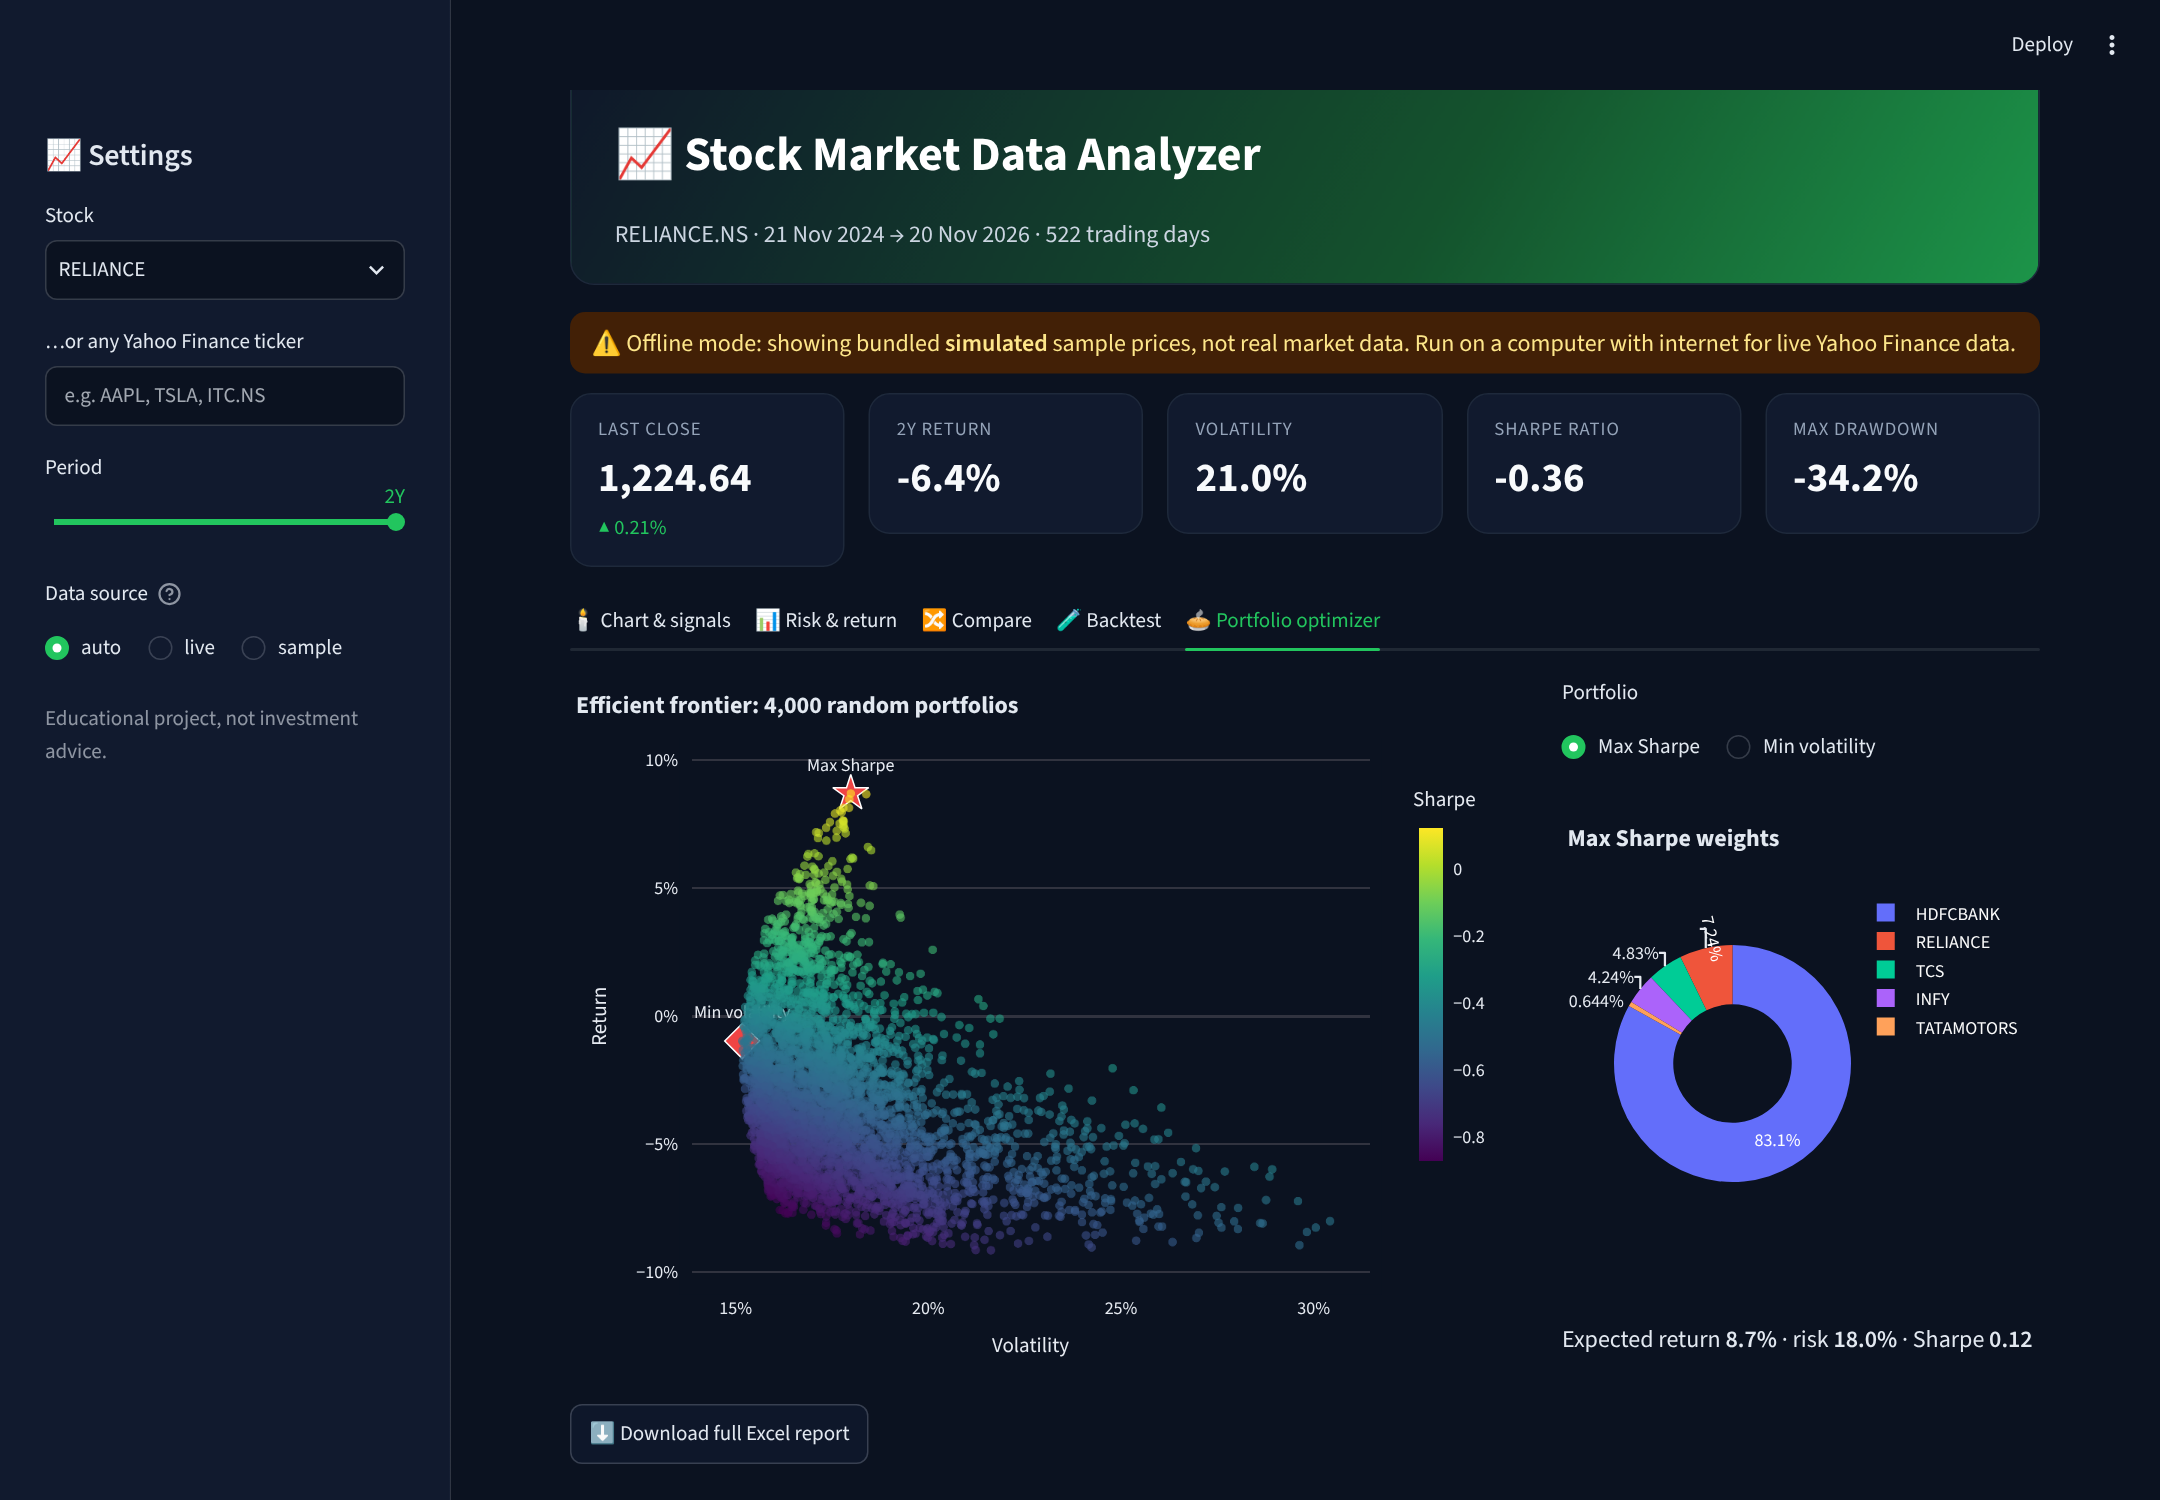 Deploy
Settings
Stock
RELIANCE
...or any Yahoo Finance ticker
e.g. AAPL, TSLA, ITC.NS
Period
2Y
Data source
auto
live
sample
Educational project, not investment
advice.
Stock Market Data Analyzer
RELIANCE.NS · 21 Nov 2024 → 20 Nov 2026 · 522 trading days
Offline mode: showing bundled simulated sample prices, not real market data. Run on a computer with internet for live Yahoo Finance data.
LAST CLOSE
1,224.64
▲ 0.21%
2Y RETURN
-6.4%
VOLATILITY
21.0%
SHARPE RATIO
-0.36
MAX DRAWDOWN
-34.2%
Chart & signals
Risk & return
Compare
Backtest
Portfolio optimizer
Efficient frontier: 4,000 random portfolios
Max Sharpe
Min
10%
5%
0%
−5%
−10%
Return
15%
20%
25%
30%
Volatility
Sharpe
0
−0.2
−0.4
−0.6
−0.8
Portfolio
Max Sharpe
Min volatility
Max Sharpe weights
7.24%
4.83%
4.24%
0.644%
83.1%
HDFCBANK
RELIANCE
TCS
INFY
TATAMOTORS
Expected return 8.7% · risk 18.0% · Sharpe 0.12
Download full Excel report